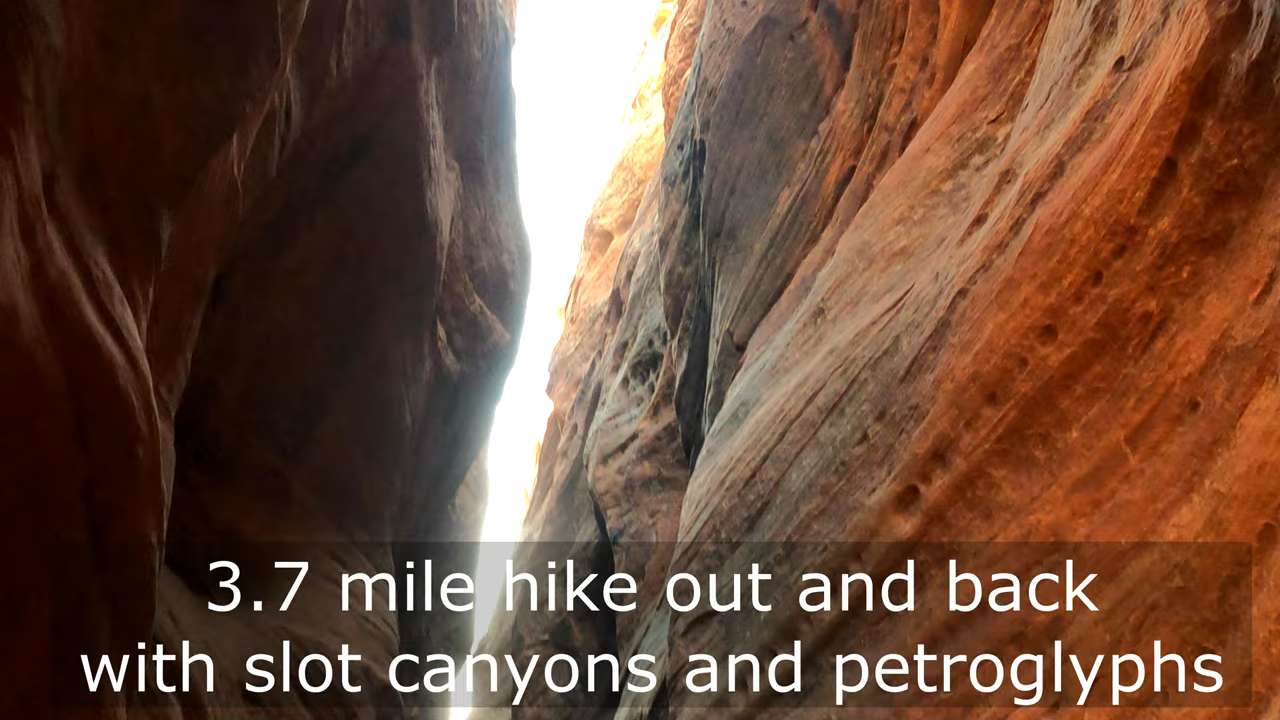 3.7 mile hike out and back
with slot canyons and petroglyphs